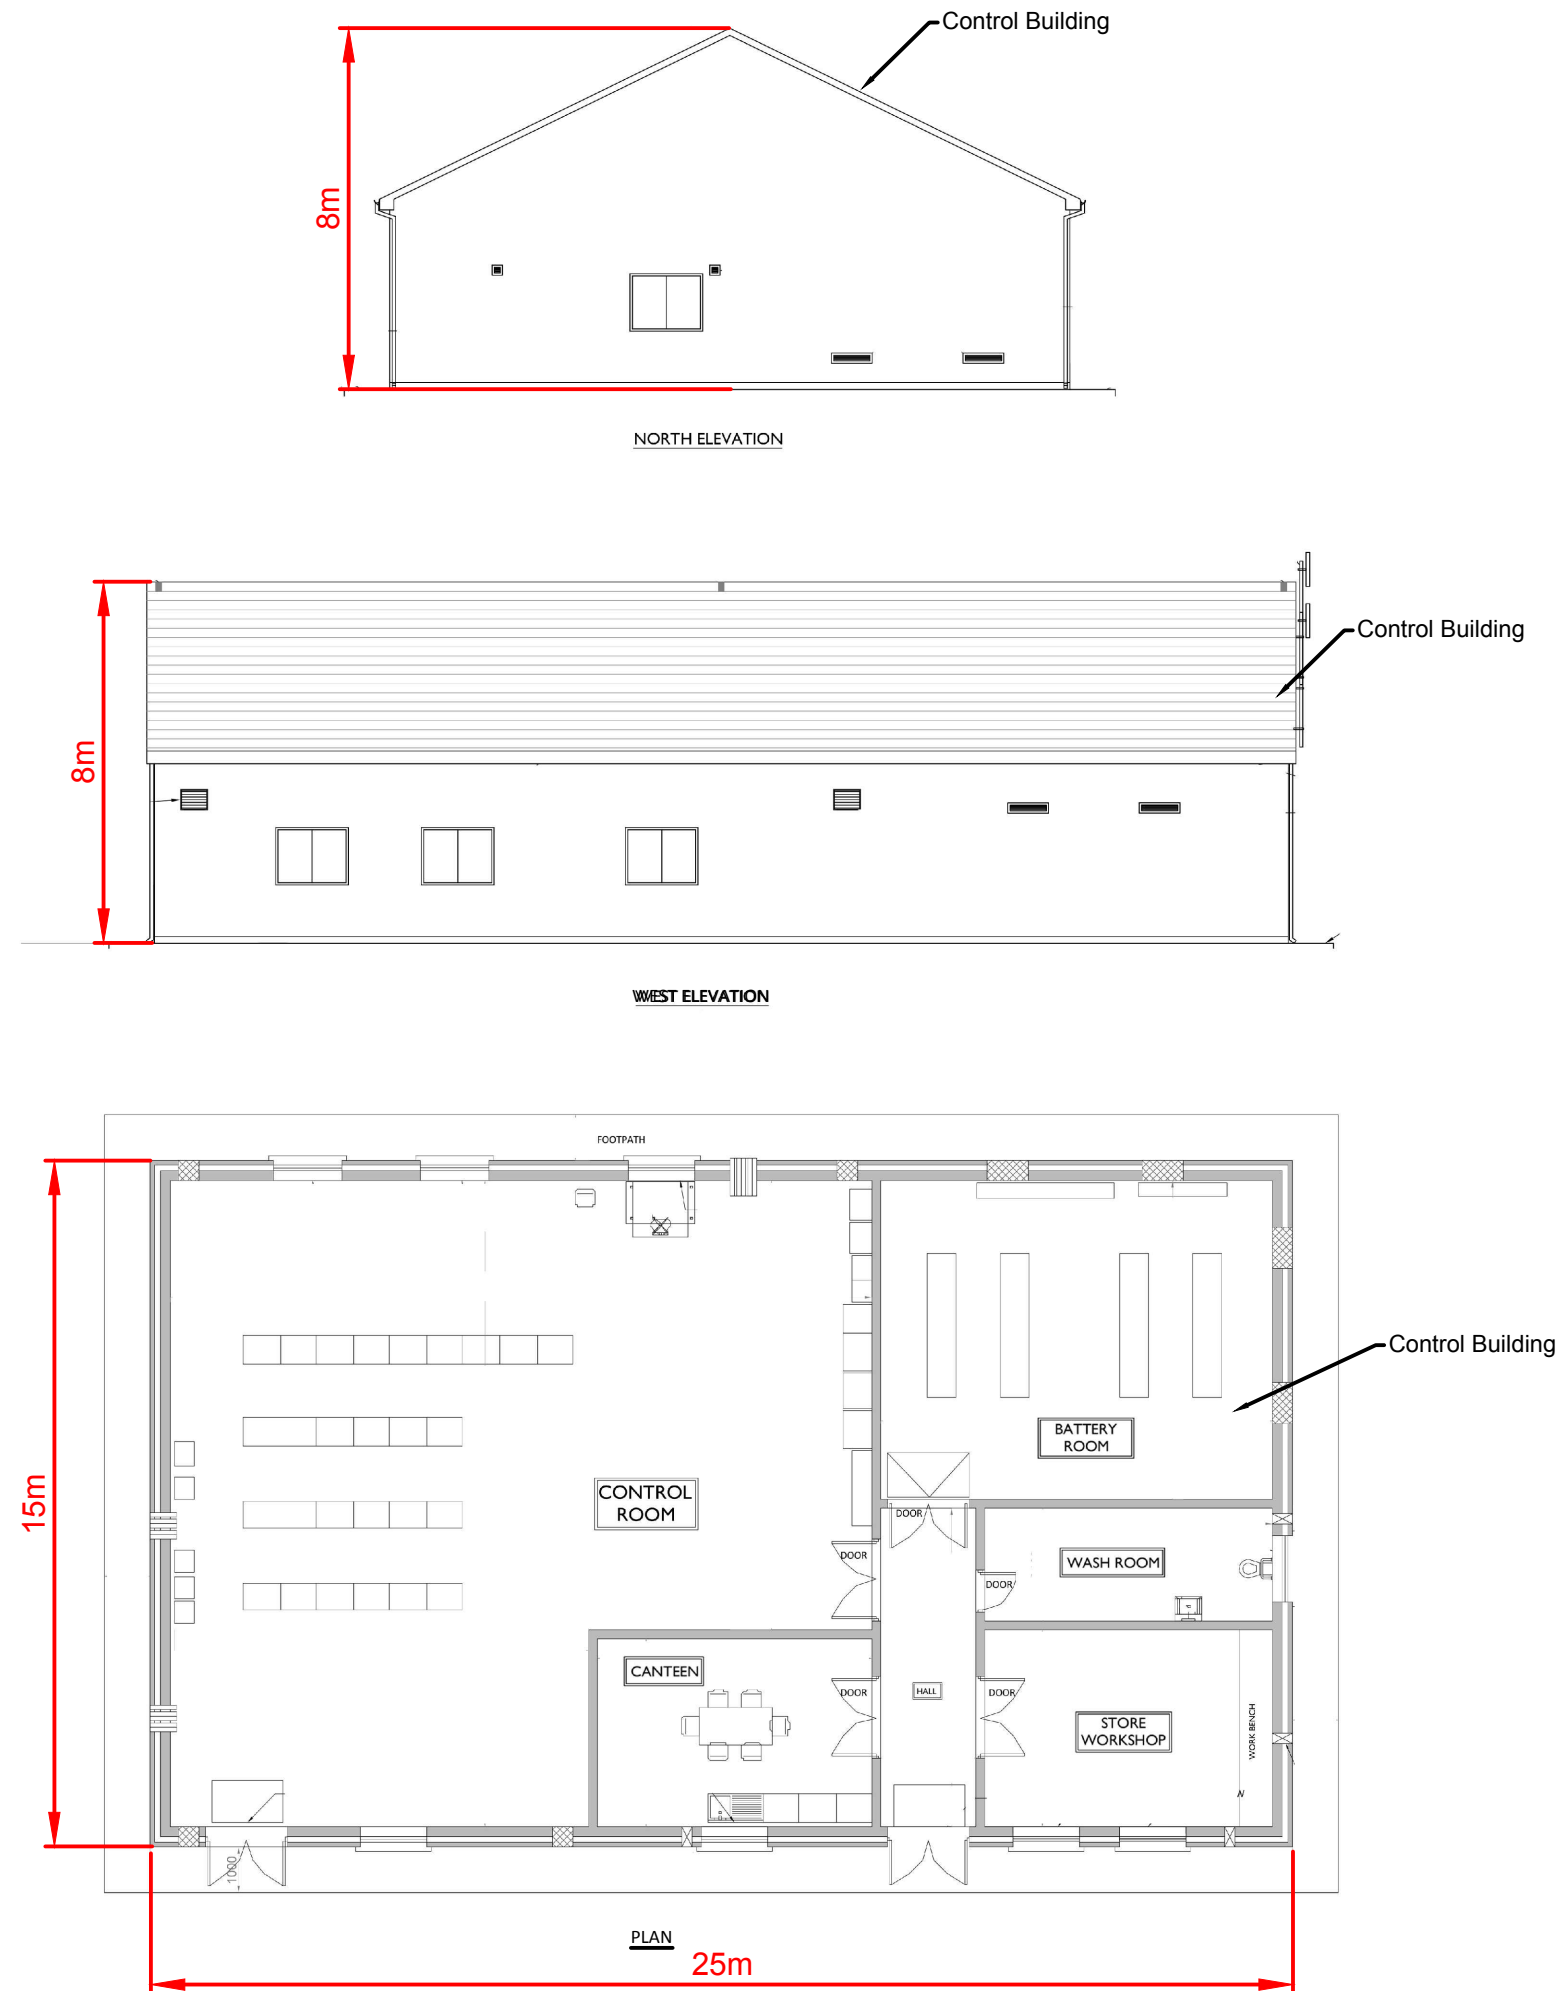 Control Building
8m
NORTH ELEVATION
Control Building
8m
WEST ELEVATION
FOOTPATH
Control Building
BATTERY
ROOM
CONTROL
ROOM
15m
DOOR
DOOR
WASH ROOM
DOOR
CANTEEN
DOOR
HALL
DOOR
STORE
WORKSHOP
WORK BENCH
N
1000
PLAN
25m